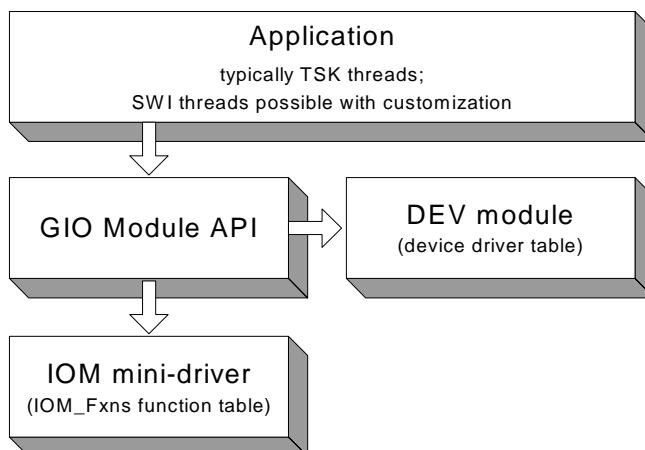 Application
typically TSK threads;
SWI threads possible with customization
GIO Module API
DEV module
(device driver table)
IOM mini-driver
(IOM_Fxns function table)